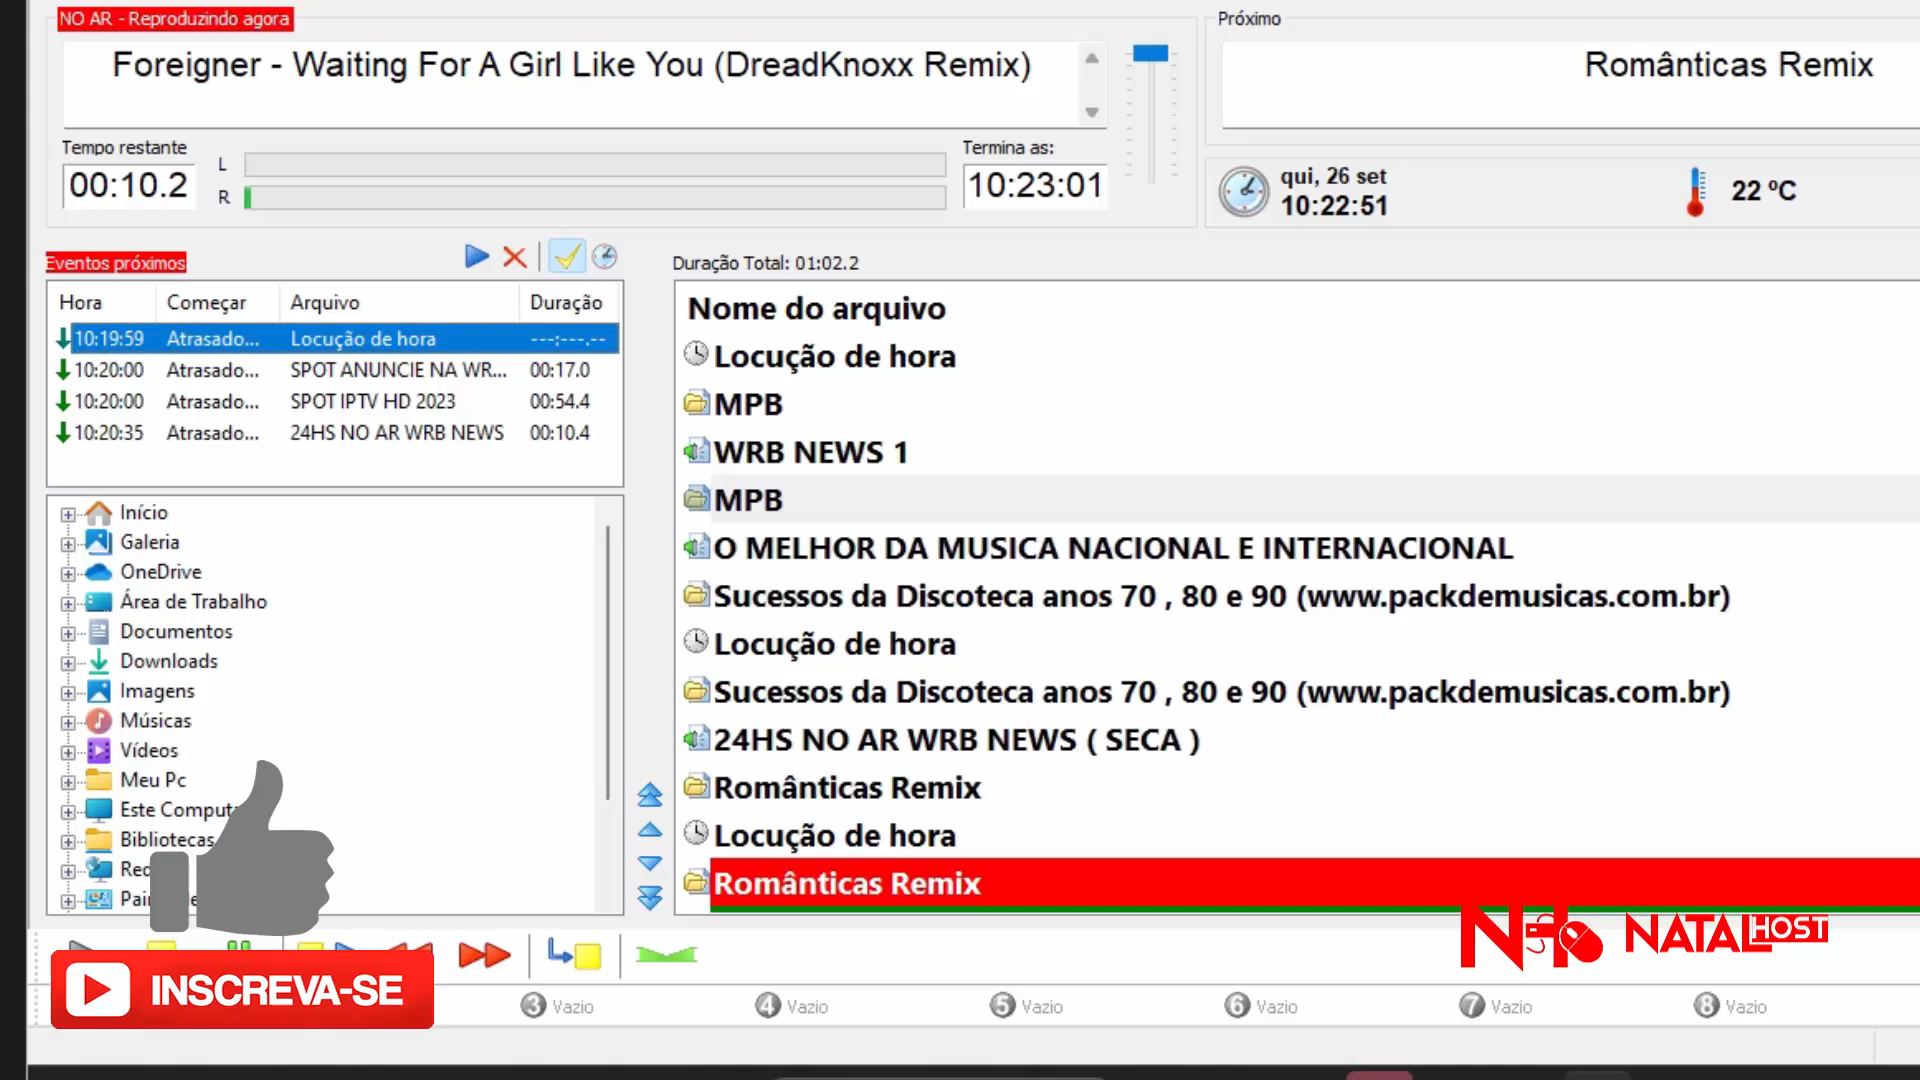 NO AR - Reproduzindo agora
Foreigner - Waiting For A Girl Like You (DreadKnoxx Remix)
Próximo
Românticas Remix
Tempo restante
00:10.2
L
R
Termina as:
10:23:01
qui, 26 set
10:22:51
22 ºC
Eventos próximos
Hora Começar Arquivo Duração
10:19:59 Atrasado... Locução de hora ---:---.--
10:20:00 Atrasado... SPOT ANUNCIE NA WR... 00:17.0
10:20:00 Atrasado... SPOT IPTV HD 2023 00:54.4
10:20:35 Atrasado... 24HS NO AR WRB NEWS 00:10.4
Início
Galeria
OneDrive
Área de Trabalho
Documentos
Downloads
Imagens
Músicas
Vídeos
Meu Pc
Este Comput
Bibliotecas
Duração Total: 01:02.2
Nome do arquivo
Locução de hora
MPB
WRB NEWS 1
MPB
O MELHOR DA MUSICA NACIONAL E INTERNACIONAL
Sucessos da Discoteca anos 70 , 80 e 90 (www.packdemusicas.com.br)
Locução de hora
Sucessos da Discoteca anos 70 , 80 e 90 (www.packdemusicas.com.br)
24HS NO AR WRB NEWS ( SECA )
Românticas Remix
Locução de hora
Românticas Remix
NATAL HOST
INSCREVA-SE
3 Vazio
4 Vazio
5 Vazio
6 Vazio
7 Vazio
8 Vazio